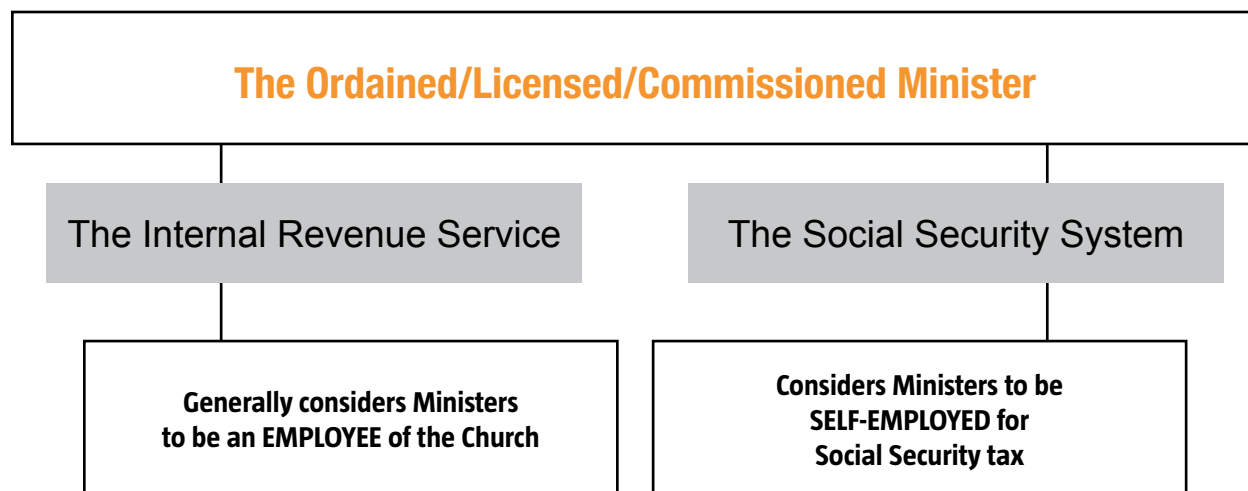 The Ordained/Licensed/Commissioned Minister
The Internal Revenue Service
The Social Security System
Generally considers Ministers
to be an EMPLOYEE of the Church
Considers Ministers to be
SELF-EMPLOYED for
Social Security tax